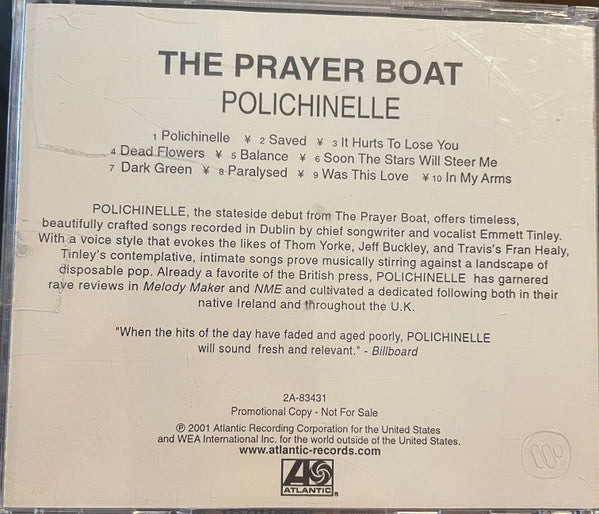 THE PRAYER BOAT
POLICHINELLE
1 Polichinelle ¥ 2 Saved ¥ 3 It Hurts To Lose You
4 Dead Flowers ¥ 5 Balance ¥ 6 Soon The Stars Will Steer Me
7 Dark Green ¥ 8 Paralysed ¥ 9 Was This Love ¥ 10 In My Arms
POLICHINELLE, the stateside debut from The Prayer Boat, offers timeless,
beautifully crafted songs recorded in Dublin by chief songwriter and vocalist Emmett Tinley.
With a voice style that evokes the likes of Thom Yorke, Jeff Buckley, and Travis's Fran Healy,
Tinley's contemplative, intimate songs prove musically stirring against a landscape of
disposable pop. Already a favorite of the British press, POLICHINELLE has garnered
rave reviews in Melody Maker and NME and cultivated a dedicated following both in their
native Ireland and throughout the U.K.
"When the hits of the day have faded and aged poorly, POLICHINELLE
will sound fresh and relevant." - Billboard
2A-83431
Promotional Copy - Not For Sale
℗ 2001 Atlantic Recording Corporation for the United States
and WEA International Inc. for the world outside of the United States.
www.atlantic-records.com
ATLANTIC